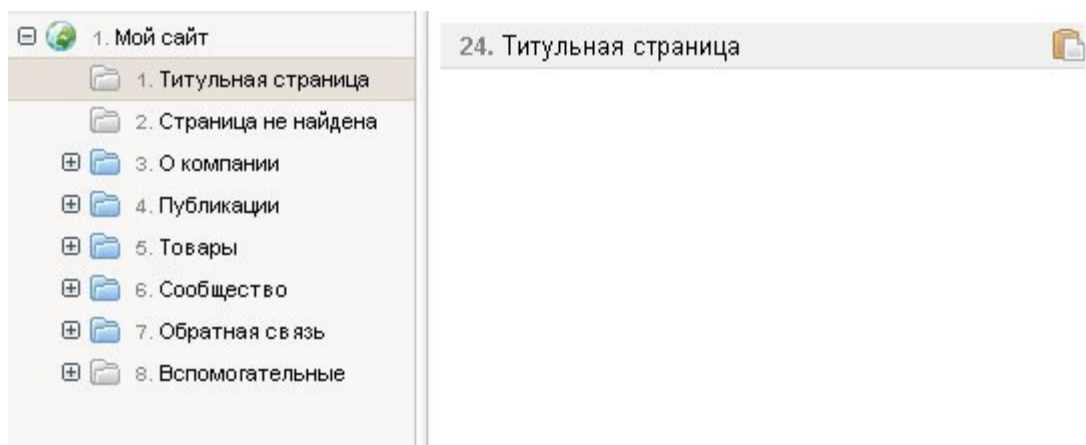 1. Мой сайт
1. Титульная страница
2. Страница не найдена
3. О компании
4. Публикации
5. Товары
6. Сообщество
7. Обратная связь
8. Вспомогательные
24. Титульная страница